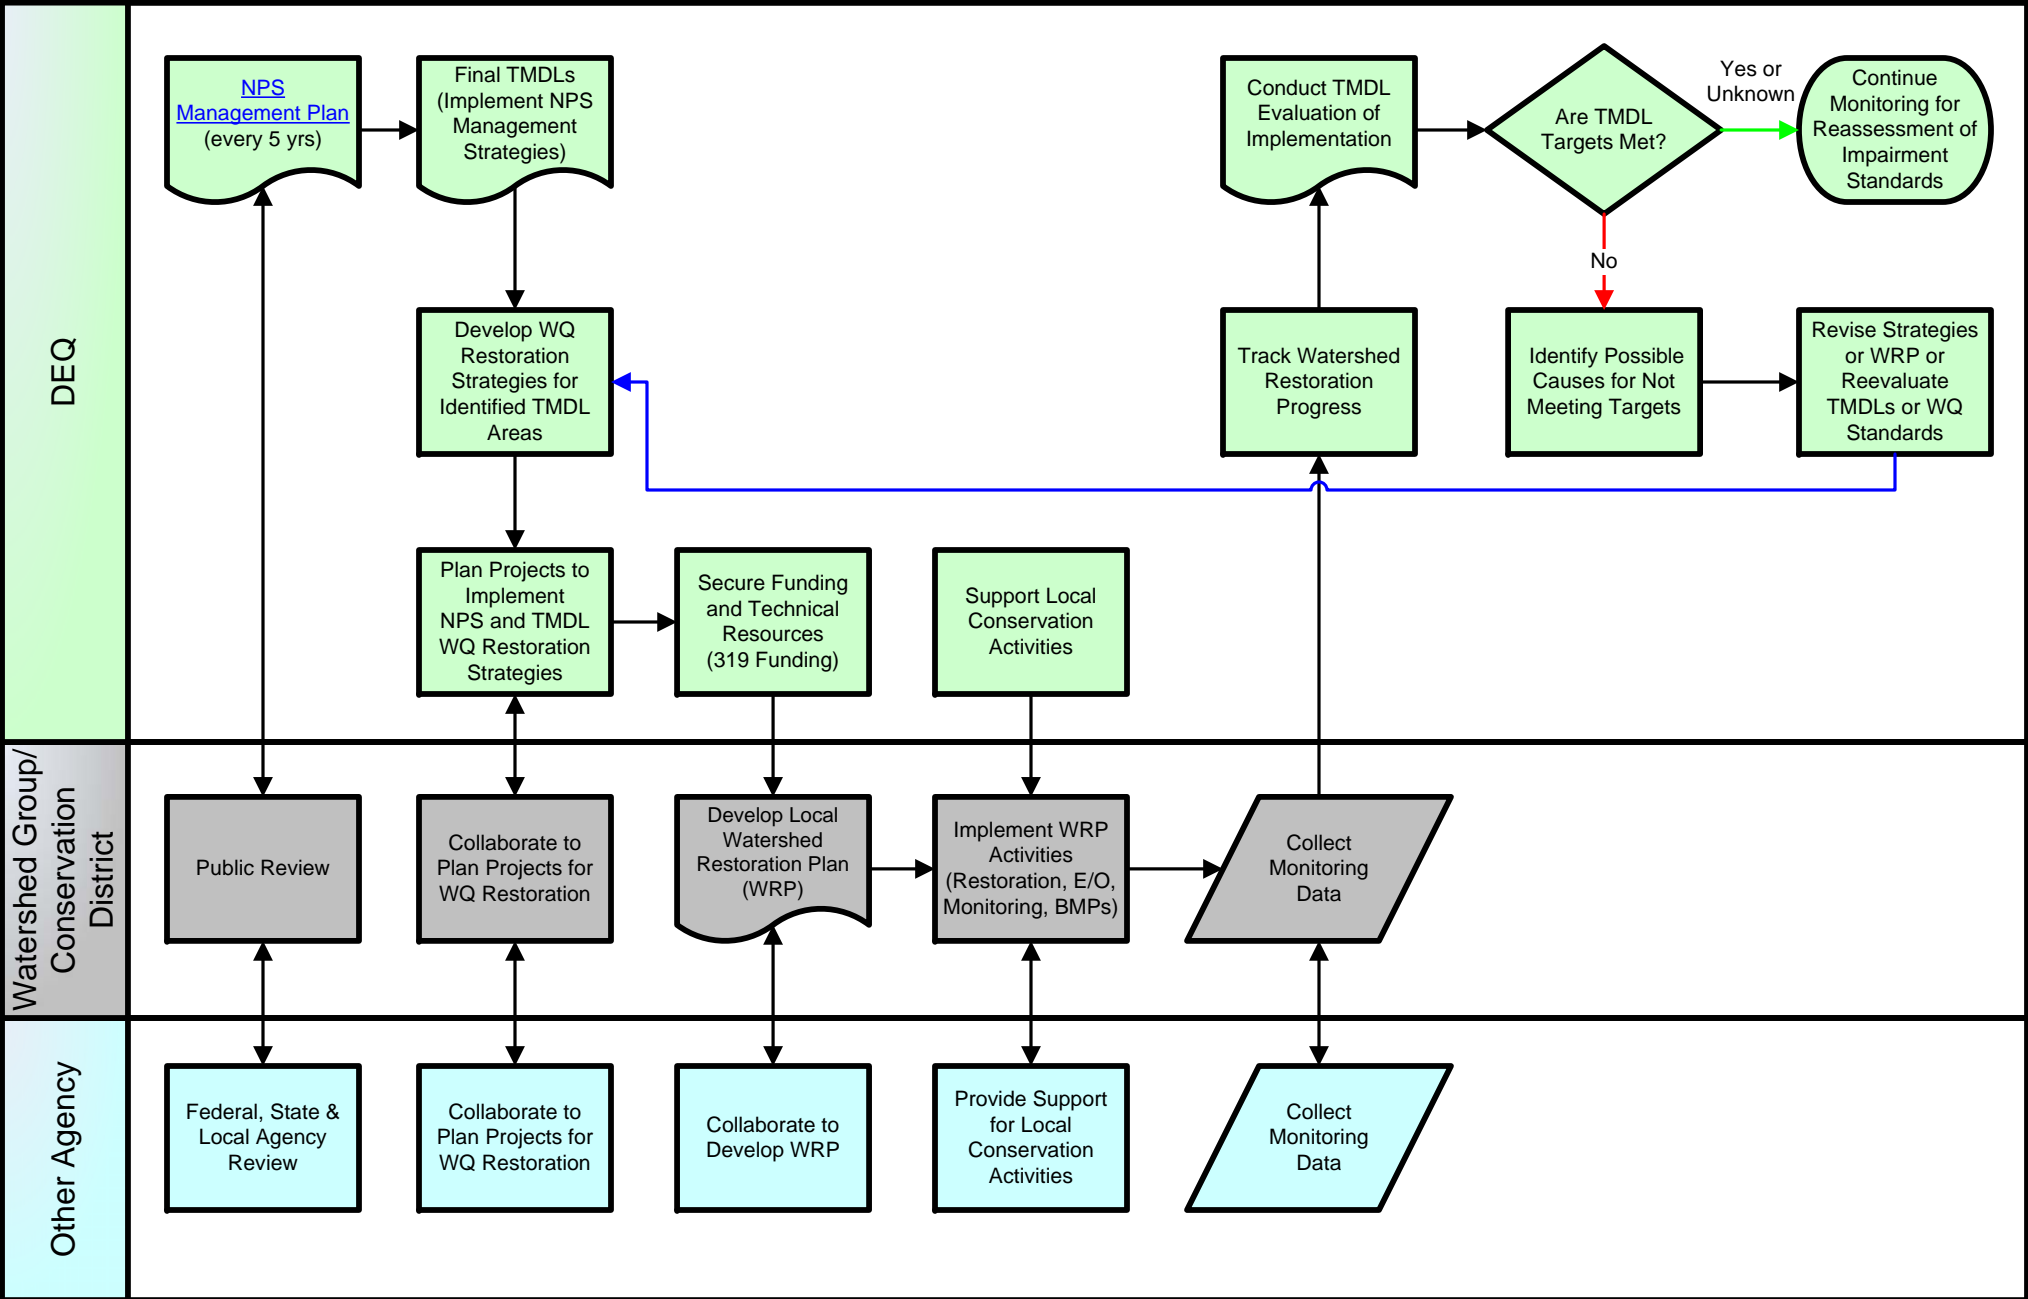 DEQ
NPS
Management Plan
(every 5 yrs)
Final TMDLs
(Implement NPS
Management
Strategies)
Conduct TMDL
Evaluation of
Implementation
Are TMDL
Targets Met?
Yes or
Unknown
Continue
Monitoring for
Reassessment of
Impairment
Standards
No
Develop WQ
Restoration
Strategies for
Identified TMDL
Areas
Track Watershed
Restoration
Progress
Identify Possible
Causes for Not
Meeting Targets
Revise Strategies
or WRP or
Reevaluate
TMDLs or WQ
Standards
Plan Projects to
Implement
NPS and TMDL
WQ Restoration
Strategies
Secure Funding
and Technical
Resources
(319 Funding)
Support Local
Conservation
Activities
Watershed Group/
Conservation
District
Public Review
Collaborate to
Plan Projects for
WQ Restoration
Develop Local
Watershed
Restoration Plan
(WRP)
Implement WRP
Activities
(Restoration, E/O,
Monitoring, BMPs)
Collect
Monitoring
Data
Other Agency
Federal, State &
Local Agency
Review
Collaborate to
Plan Projects for
WQ Restoration
Collaborate to
Develop WRP
Provide Support
for Local
Conservation
Activities
Collect
Monitoring
Data